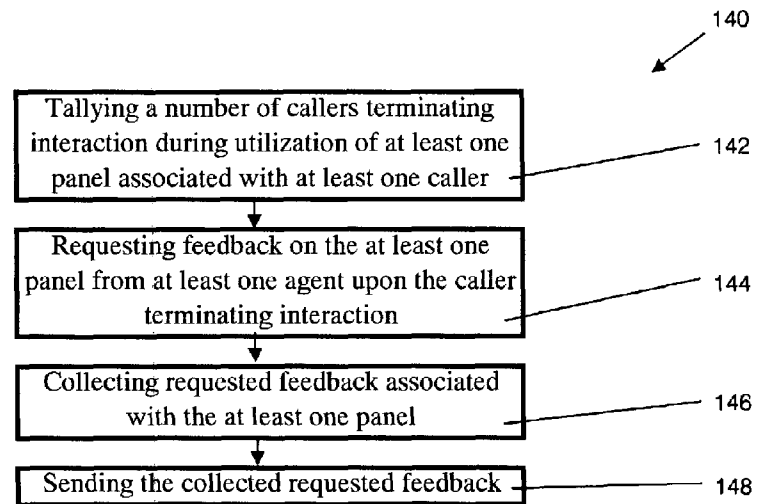 140
Tallying a number of callers terminating
interaction during utilization of at least one
panel associated with at least one caller
142
Requesting feedback on the at least one
panel from at least one agent upon the caller
terminating interaction
144
Collecting requested feedback associated
with the at least one panel
146
Sending the collected requested feedback
148